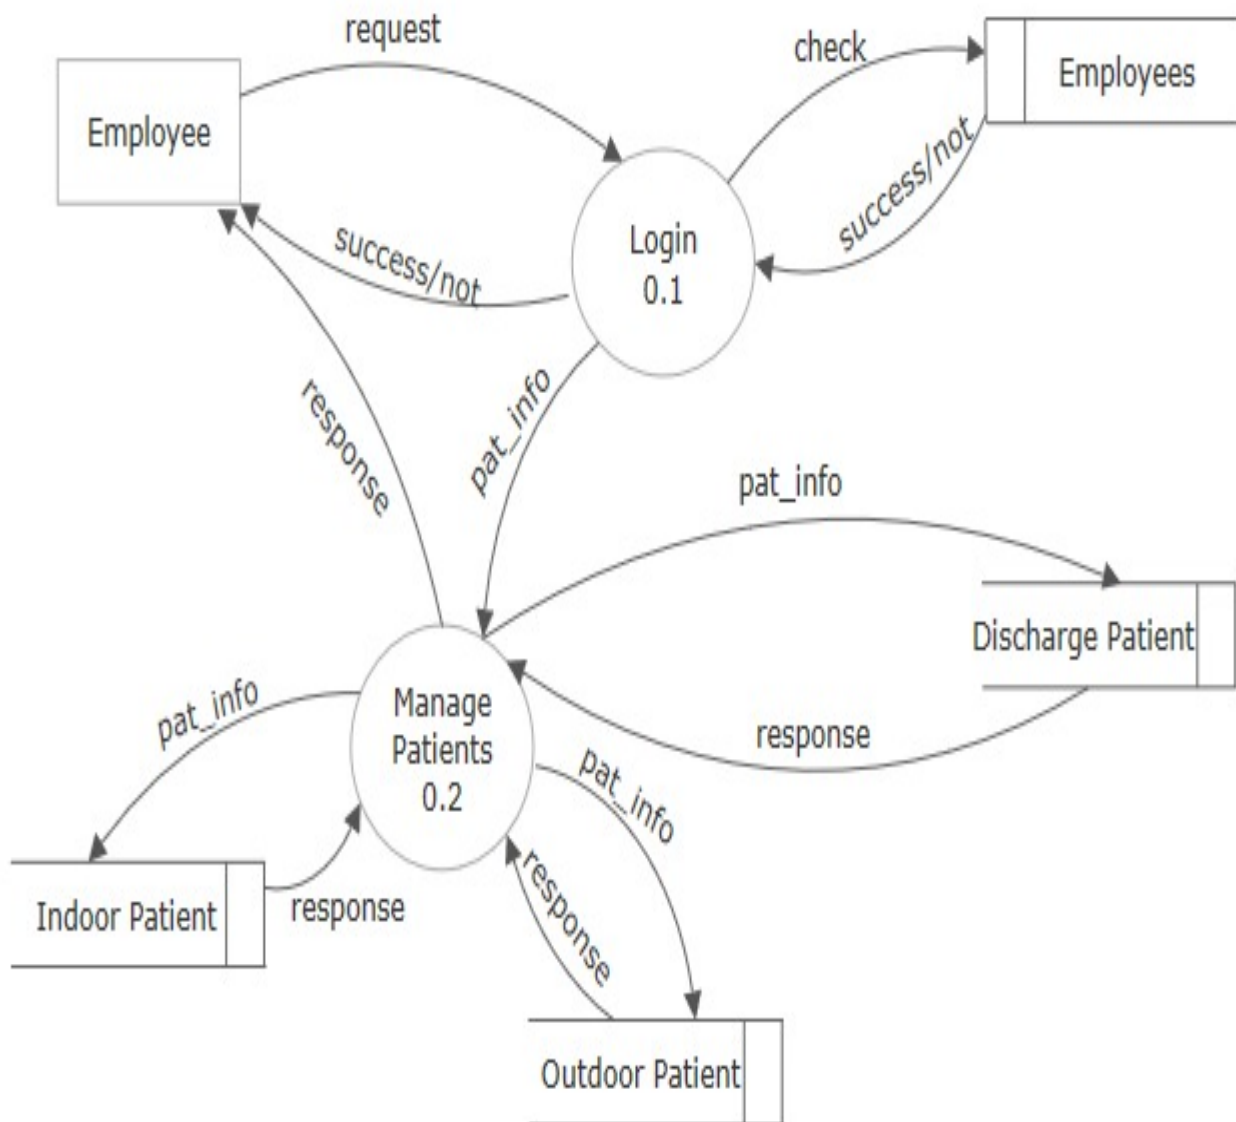 request
check
Employees
Employee
success/not
Login
0.1
success/not
response
pat_info
pat_info
Discharge Patient
pat_info
Manage
Patients
0.2
response
pat_info
response
Indoor Patient
response
Outdoor Patient